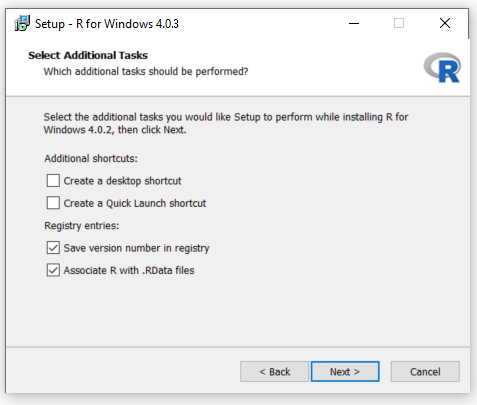 Setup - R for Windows 4.0.3
Select Additional Tasks
Which additional tasks should be performed?
R
Select the additional tasks you would like Setup to perform while installing R for
Windows 4.0.2, then click Next.
Additional shortcuts:
Create a desktop shortcut
Create a Quick Launch shortcut
Registry entries:
Save version number in registry
Associate R with .RData files
< Back
Next >
Cancel